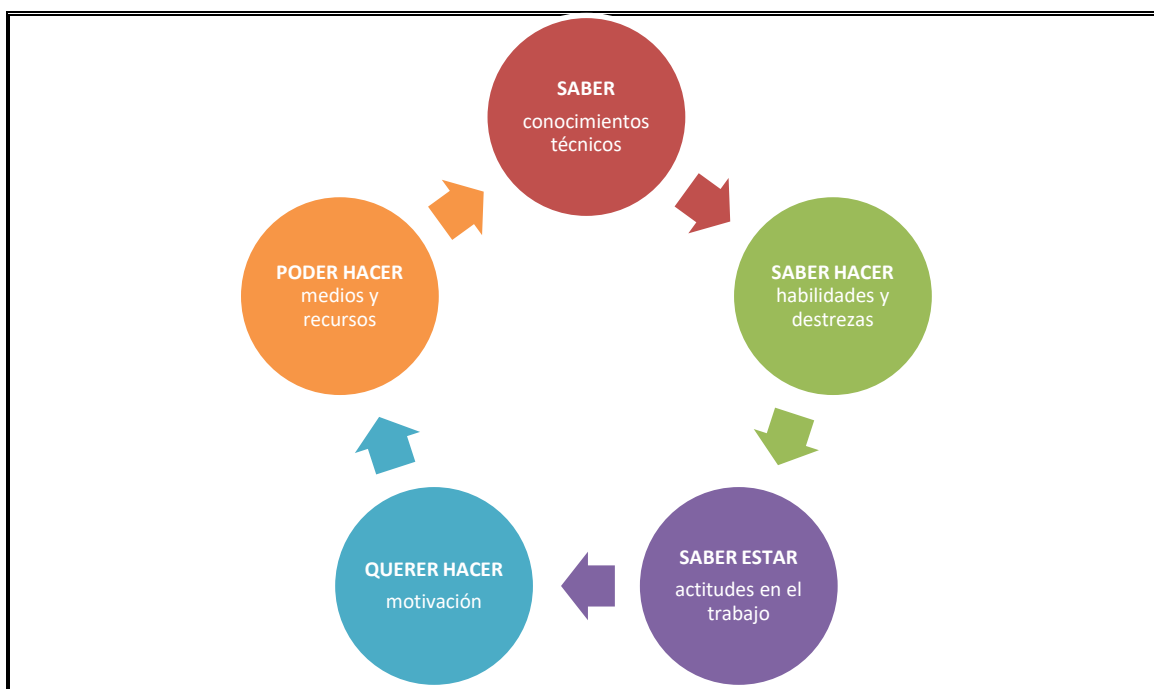 SABER
conocimientos
técnicos
SABER HACER
habilidades y
destrezas
SABER ESTAR
actitudes en el
trabajo
QUERER HACER
motivación
PODER HACER
medios y
recursos